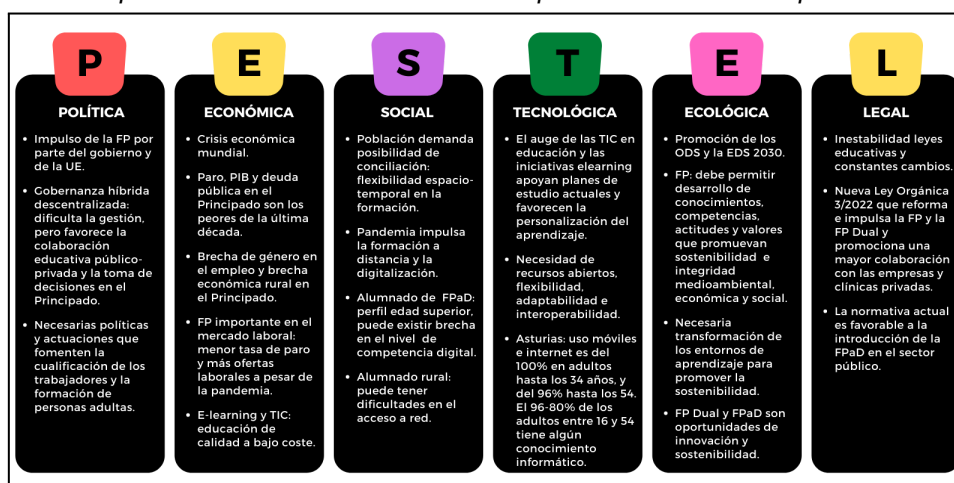 P
POLÍTICA
Impulso de la FP por
parte del gobierno y
de la UE.
Gobernanza híbrida
descentralizada:
dificulta la gestión,
pero favorece la
colaboración
educativa público-
privada y la toma de
decisiones en el
Principado.
Necesarias políticas
y actuaciones que
fomenten la
cualificación de los
trabajadores y la
formación de
personas adultas.
E
ECONÓMICA
Crisis económica
mundial.
Paro, PIB y deuda
pública en el
Principado son los
peores de la última
década.
Brecha de género en
el empleo y brecha
económica rural en
el Principado.
FP importante en el
mercado laboral:
menor tasa de paro
y más ofertas
laborales a pesar de
la pandemia.
E-learning y TIC:
educación de
calidad a bajo coste.
S
SOCIAL
Población demanda
posibilidad de
conciliación:
flexibilidad espacio-
temporal en la
formación.
Pandemia impulsa
la formación a
distancia y la
digitalización.
Alumnado de FPaD:
perfil edad superior,
puede existir brecha
en el nivel de
competencia digital.
Alumnado rural:
puede tener
dificultades en el
acceso a red.
T
TECNOLÓGICA
El auge de las TIC en
educación y las
iniciativas elearning
apoyan planes de
estudio actuales y
favorecen la
personalización del
aprendizaje.
Necesidad de
recursos abiertos,
flexibilidad,
adaptabilidad e
interoperabilidad.
Asturias: uso móviles
e internet es del
100% en adultos
hasta los 34 años, y
del 96% hasta los 54.
El 96-80% de los
adultos entre 16 y 54
tiene algún
conocimiento
informático.
E
ECOLÓGICA
Promoción de los
ODS y la EDS 2030.
FP: debe permitir
desarrollo de
conocimientos,
competencias,
actitudes y valores
que promuevan
sostenibilidad e
integridad
medioambiental,
económica y social.
Necesaria
transformación de
los entornos de
aprendizaje para
promover la
sostenibilidad.
FP Dual y FPaD son
oportunidades de
innovación y
sostenibilidad.
L
LEGAL
Inestabilidad leyes
educativas y
constantes cambios.
Nueva Ley Orgánica
3/2022 que reforma
e impulsa la FP y la
FP Dual y
promociona una
mayor colaboración
con las empresas y
clínicas privadas.
La normativa actual
es favorable a la
introducción de la
FPaD en el sector
público.